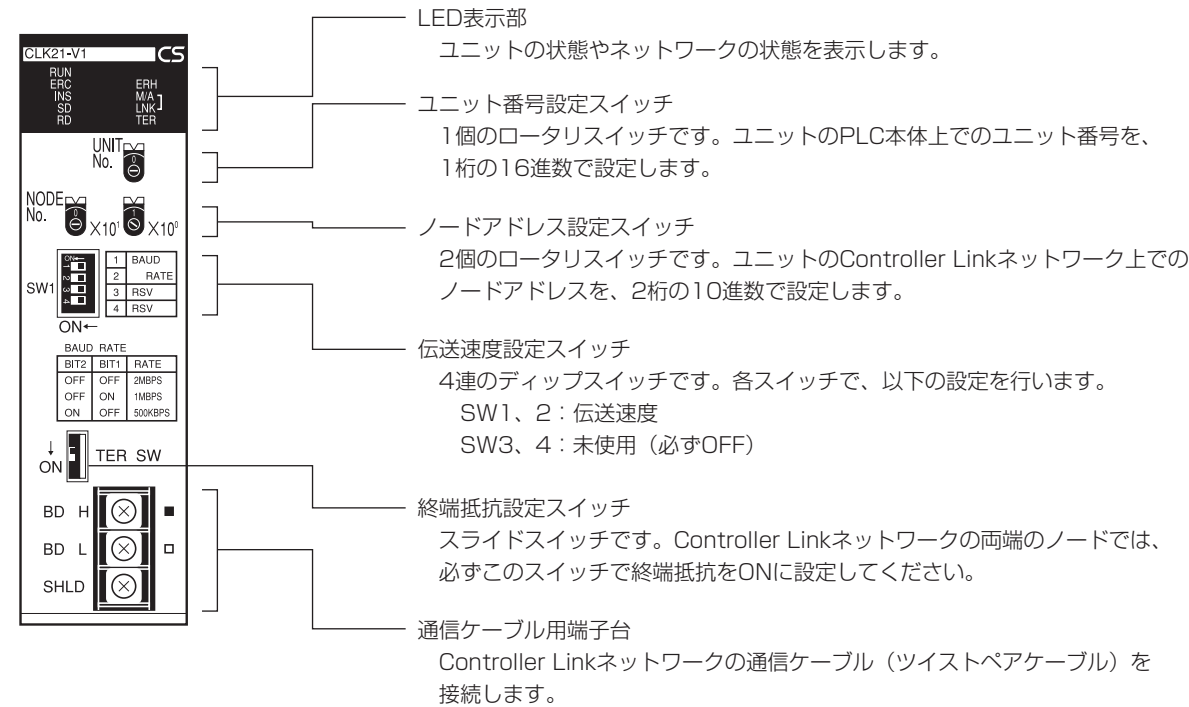 CLK21-V1
CS
RUN
ERC ERH
INS M/A
SD LNK
RD TER
UNIT
No.
0
NODE
No.
0
X10¹
1
X10⁰
SW1
ON←
1
2
3
4
1 BAUD
2 RATE
3 RSV
4 RSV
ON←
BAUD RATE
BIT2 BIT1 RATE
OFF OFF 2MBPS
OFF ON 1MBPS
ON OFF 500KBPS
↓
ON
TER SW
BD H
BD L
SHLD
LED表示部
ユニットの状態やネットワークの状態を表示します。
ユニット番号設定スイッチ
1個のロータリスイッチです。ユニットのPLC本体上でのユニット番号を、
1桁の16進数で設定します。
ノードアドレス設定スイッチ
2個のロータリスイッチです。ユニットのController Linkネットワーク上での
ノードアドレスを、2桁の10進数で設定します。
伝送速度設定スイッチ
4連のディップスイッチです。各スイッチで、以下の設定を行います。
SW1、2：伝送速度
SW3、4：未使用（必ずOFF）
終端抵抗設定スイッチ
スライドスイッチです。Controller Linkネットワークの両端のノードでは、
必ずこのスイッチで終端抵抗をONに設定してください。
通信ケーブル用端子台
Controller Linkネットワークの通信ケーブル（ツイストペアケーブル）を
接続します。